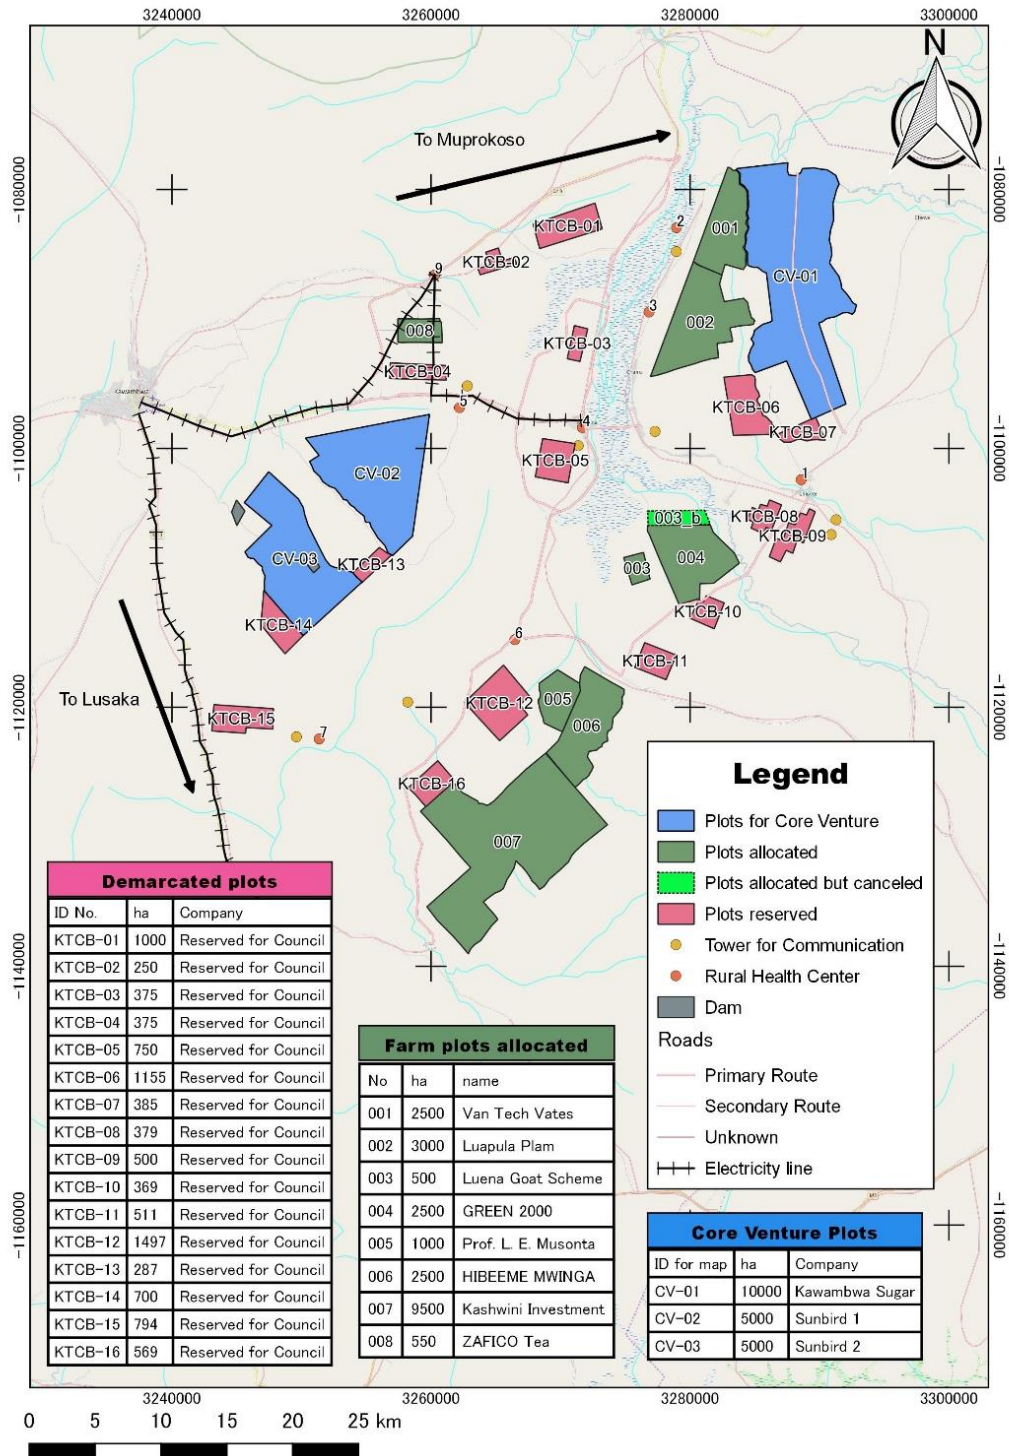 3240000 3260000 3280000 3300000
N
To Muprokoso
-1080000 -1080000
KTCB-01
2
001
KTCB-02
9
CV-01
3
002
008
KTCB-03
KTCB-04
5
KTCB-06
4
KTCB-07
-1100000 -1100000
KTCB-05
CV-02
1
003_b
KTCB-08
KTCB-09
004
CV-03
KTCB-13
003
KTCB-10
KTCB-14
6
KTCB-11
To Lusaka
KTCB-12
005
KTCB-15
006
7
-1120000 -1120000
KTCB-16
007
-1140000 -1140000
-1160000 -1160000
Legend
Plots for Core Venture
Plots allocated
Plots allocated but canceled
Plots reserved
Tower for Communication
Rural Health Center
Dam
Roads
Primary Route
Secondary Route
Unknown
Electricity line
Demarcated plots
ID No. ha Company
KTCB-01 1000 Reserved for Council
KTCB-02 250 Reserved for Council
KTCB-03 375 Reserved for Council
KTCB-04 375 Reserved for Council
KTCB-05 750 Reserved for Council
KTCB-06 1155 Reserved for Council
KTCB-07 385 Reserved for Council
KTCB-08 379 Reserved for Council
KTCB-09 500 Reserved for Council
KTCB-10 369 Reserved for Council
KTCB-11 511 Reserved for Council
KTCB-12 1497 Reserved for Council
KTCB-13 287 Reserved for Council
KTCB-14 700 Reserved for Council
KTCB-15 794 Reserved for Council
KTCB-16 569 Reserved for Council
Farm plots allocated
No ha name
001 2500 Van Tech Vates
002 3000 Luapula Plam
003 500 Luena Goat Scheme
004 2500 GREEN 2000
005 1000 Prof. L. E. Musonta
006 2500 HIBEEME MWINGA
007 9500 Kashwini Investment
008 550 ZAFICO Tea
Core Venture Plots
ID for map ha Company
CV-01 10000 Kawambwa Sugar
CV-02 5000 Sunbird 1
CV-03 5000 Sunbird 2
3240000 3260000 3280000 3300000
0 5 10 15 20 25 km